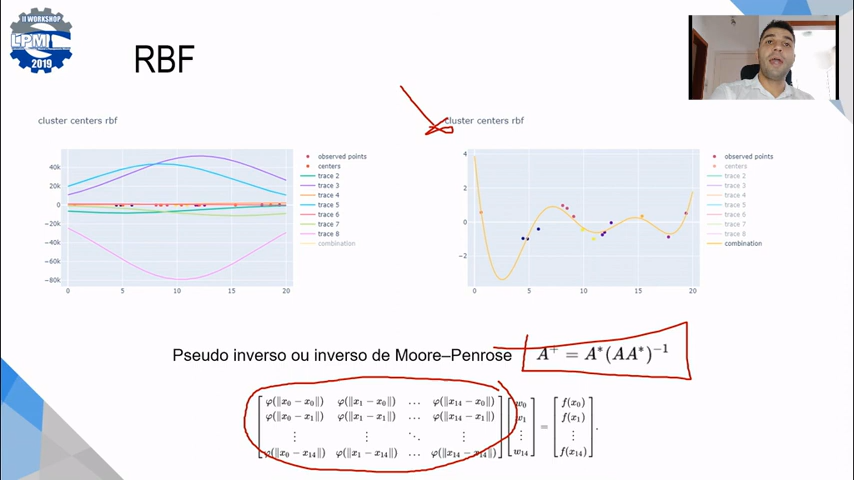 II WORKSHOP
LPM
2019
RBF
cluster centers rbf
40k
20k
0
−20k
−40k
−60k
−80k
0
5
10
15
20
observed points
centers
trace 2
trace 3
trace 4
trace 5
trace 6
trace 7
trace 8
combination
cluster centers rbf
4
2
0
−2
0
5
10
15
20
observed points
centers
trace 2
trace 3
trace 4
trace 5
trace 6
trace 7
trace 8
combination
Pseudo inverso ou inverso de Moore–Penrose A⁺ = A*(AA*)⁻¹
φ(‖x₀ − x₀‖) φ(‖x₁ − x₀‖) … φ(‖x₁₄ − x₀‖) w₀ f(x₀)
φ(‖x₀ − x₁‖) φ(‖x₁ − x₁‖) … φ(‖x₁₄ − x₁‖) w₁ = f(x₁)
⋮ ⋮ ⋱ ⋮ ⋮ ⋮
φ(‖x₀ − x₁₄‖) φ(‖x₁ − x₁₄‖) … φ(‖x₁₄ − x₁₄‖) w₁₄ f(x₁₄) .